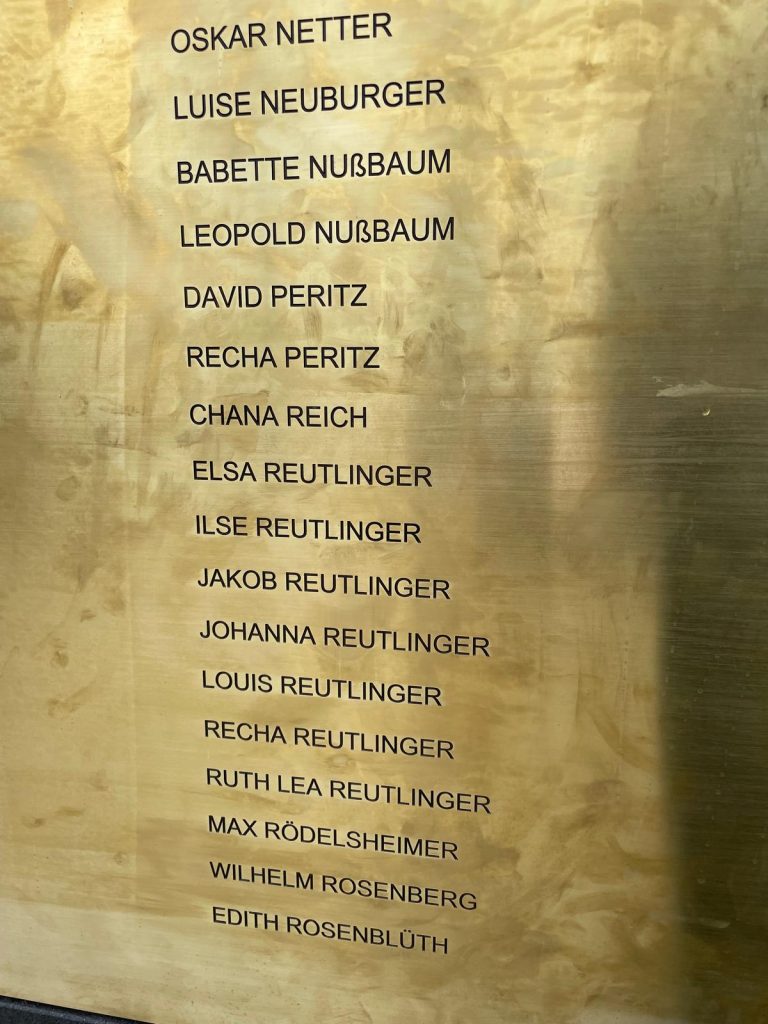 OSKAR NETTER
LUISE NEUBURGER
BABETTE NUßBAUM
LEOPOLD NUßBAUM
DAVID PERITZ
RECHA PERITZ
CHANA REICH
ELSA REUTLINGER
ILSE REUTLINGER
JAKOB REUTLINGER
JOHANNA REUTLINGER
LOUIS REUTLINGER
RECHA REUTLINGER
RUTH LEA REUTLINGER
MAX RÖDELSHEIMER
WILHELM ROSENBERG
EDITH ROSENBLÜTH